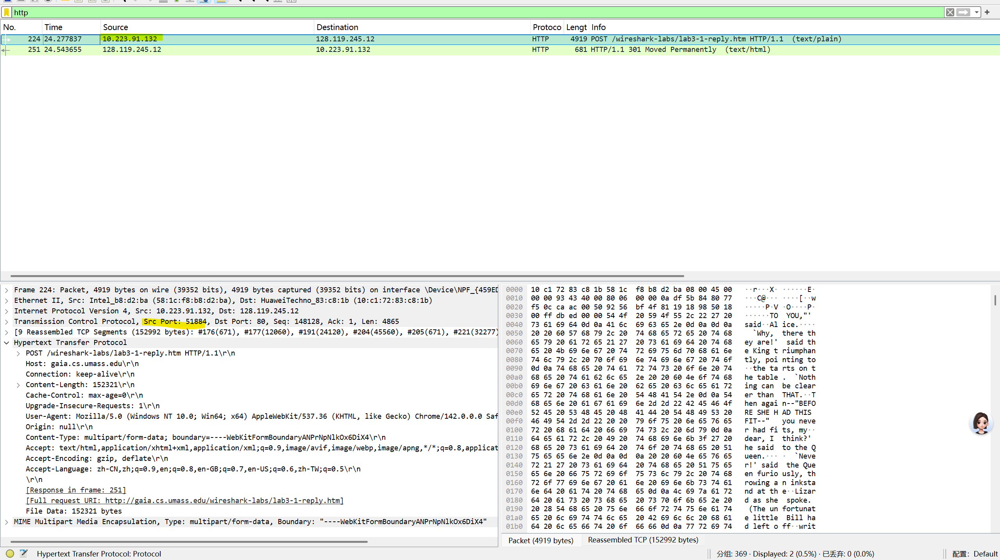 http
No. Time Source Destination Protoco Lengt Info
224 24.277837 10.223.91.132 128.119.245.12 HTTP 4919 POST /wireshark-labs/lab3-1-reply.htm HTTP/1.1  (text/plain)
251 24.543655 128.119.245.12 10.223.91.132 HTTP 681 HTTP/1.1 301 Moved Permanently  (text/html)
Frame 224: Packet, 4919 bytes on wire (39352 bits), 4919 bytes captured (39352 bits) on interface \Device\NPF_{459ED
Ethernet II, Src: Intel_b8:d2:ba (58:1c:f8:b8:d2:ba), Dst: HuaweiTechno_83:c8:1b (10:c1:72:83:c8:1b)
Internet Protocol Version 4, Src: 10.223.91.132, Dst: 128.119.245.12
Transmission Control Protocol, Src Port: 51884, Dst Port: 80, Seq: 148128, Ack: 1, Len: 4865
[9 Reassembled TCP Segments (152992 bytes): #176(671), #177(12060), #191(24120), #204(45560), #205(671), #221(32277)
Hypertext Transfer Protocol
POST /wireshark-labs/lab3-1-reply.htm HTTP/1.1\r\n
Host: gaia.cs.umass.edu\r\n
Connection: keep-alive\r\n
Content-Length: 152321\r\n
Cache-Control: max-age=0\r\n
Upgrade-Insecure-Requests: 1\r\n
User-Agent: Mozilla/5.0 (Windows NT 10.0; Win64; x64) AppleWebKit/537.36 (KHTML, like Gecko) Chrome/142.0.0.0 Saf
Origin: null\r\n
Content-Type: multipart/form-data; boundary=----WebKitFormBoundaryANPrNpNlkOx6DiX4\r\n
Accept: text/html,application/xhtml+xml,application/xml;q=0.9,image/avif,image/webp,image/apng,*/*;q=0.8,applicat
Accept-Encoding: gzip, deflate\r\n
Accept-Language: zh-CN,zh;q=0.9,en;q=0.8,en-GB;q=0.7,en-US;q=0.6,zh-TW;q=0.5\r\n
\r\n
[Response in frame: 251]
[Full request URI: http://gaia.cs.umass.edu/wireshark-labs/lab3-1-reply.htm]
File Data: 152321 bytes
MIME Multipart Media Encapsulation, Type: multipart/form-data, Boundary: "----WebKitFormBoundaryANPrNpNlkOx6DiX4"
0000 10 c1 72 83 c8 1b 58 1c f8 b8 d2 ba 08 00 45 00 ··r···X· ······E·
0010 00 00 93 43 40 00 80 06 00 00 0a df 5b 84 80 77 ···C@··· ····[··w
0020 f5 0c ca ac 00 50 92 56 bf 4f 81 19 18 98 50 18 ·····P·V ·O····P·
0030 00 ff db ed 00 00 54 4f 20 59 4f 55 2c 22 27 20 ······TO YOU,"'
0040 73 61 69 64 0d 0a 41 6c 69 63 65 2e 0d 0a 0d 0a said··Al ice.····
0050 20 20 60 57 68 79 2c 20 74 68 65 72 65 20 74 68 `Why, there th
0060 65 79 20 61 72 65 21 27 20 73 61 69 64 20 74 68 ey are!' said th
0070 65 20 4b 69 6e 67 20 74 72 69 75 6d 70 68 61 6e e King t riumphan
0080 74 6c 79 2c 20 70 6f 69 6e 74 69 6e 67 20 74 6f tly, poi nting to
0090 0d 0a 74 68 65 20 74 61 72 74 73 20 6f 6e 20 74 ··the ta rts on t
00a0 68 65 20 74 61 62 6c 65 2e 20 20 60 4e 6f 74 68 he table . `Noth
00b0 69 6e 67 20 63 61 6e 20 62 65 20 63 6c 65 61 72 ing can be clear
00c0 65 72 20 74 68 61 6e 20 54 48 41 54 2e 0d 0a 54 er than THAT.··T
00d0 68 65 6e 20 61 67 61 69 6e 2d 2d 22 42 45 46 4f hen agai n--"BEFO
00e0 52 45 20 53 48 45 20 48 41 44 20 54 48 49 53 20 RE SHE H AD THIS
00f0 46 49 54 2d 2d 22 20 20 79 6f 75 20 6e 65 76 65 FIT--" you neve
0100 72 20 68 61 64 20 66 69 74 73 2c 20 6d 79 0d 0a r had fi ts, my··
0110 64 65 61 72 2c 20 49 20 74 68 69 6e 6b 3f 27 20 dear, I think?'
0120 68 65 20 73 61 69 64 20 74 6f 20 74 68 65 20 51 he said to the Q
0130 75 65 65 6e 2e 0d 0a 0d 0a 20 20 60 4e 65 76 65 ueen.··· · `Neve
0140 72 21 27 20 73 61 69 64 20 74 68 65 20 51 75 65 r!' said the Que
0150 65 6e 20 66 75 72 69 6f 75 73 6c 79 2c 20 74 68 en furio usly, th
0160 72 6f 77 69 6e 67 20 61 6e 20 69 6e 6b 73 74 61 rowing a n inksta
0170 6e 64 20 61 74 20 74 68 65 0d 0a 4c 69 7a 61 72 nd at th e··Lizar
0180 64 20 61 73 20 73 68 65 20 73 70 6f 6b 65 2e 20 d as she spoke.
0190 20 28 54 68 65 20 75 6e 66 6f 72 74 75 6e 61 74 (The un fortunat
01a0 65 20 6c 69 74 74 6c 65 20 42 69 6c 6c 20 68 61 e little Bill ha
01b0 64 20 6c 65 66 74 20 6f 66 66 0d 0a 77 72 69 74 d left o ff··writ
Packet (4919 bytes) Reassembled TCP (152992 bytes)
Hypertext Transfer Protocol: Protocol 分组: 369 · Displayed: 2 (0.5%) · 已丢弃: 0 (0.0%) 配置：Default